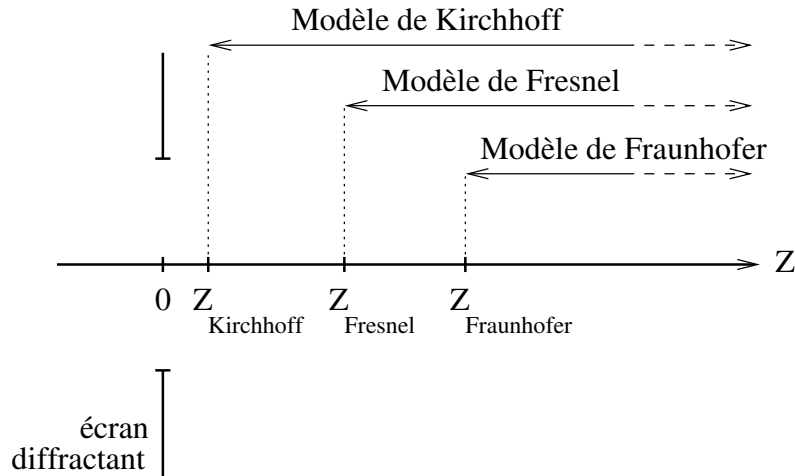 Modèle de Kirchhoff
Modèle de Fresnel
Modèle de Fraunhofer
Z
0 Z Kirchhoff Z Fresnel Z Fraunhofer
écran
diffractant